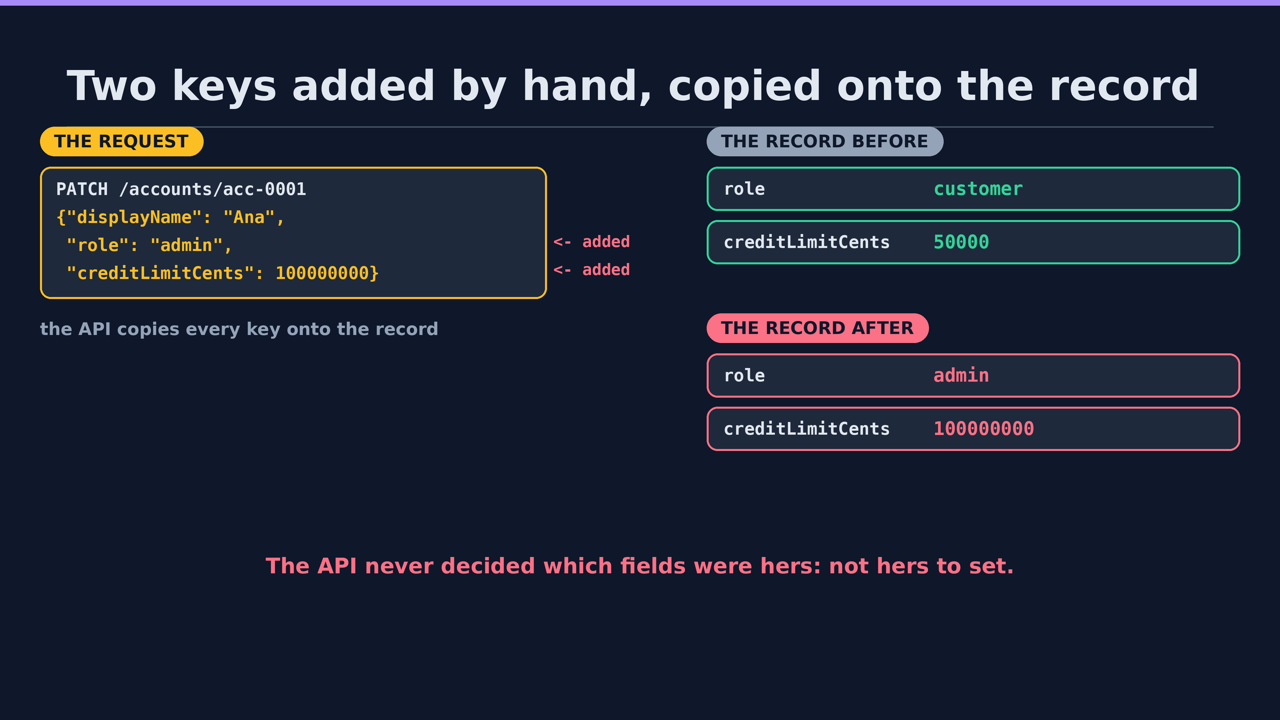 Two keys added by hand, copied onto the record
THE REQUEST
PATCH /accounts/acc-0001
{"displayName": "Ana",
"role": "admin",
<- added
"creditLimitCents": 100000000}
<- added
the API copies every key onto the record
THE RECORD BEFORE
role customer
creditLimitCents 50000
THE RECORD AFTER
role admin
creditLimitCents 100000000
The API never decided which fields were hers: not hers to set.